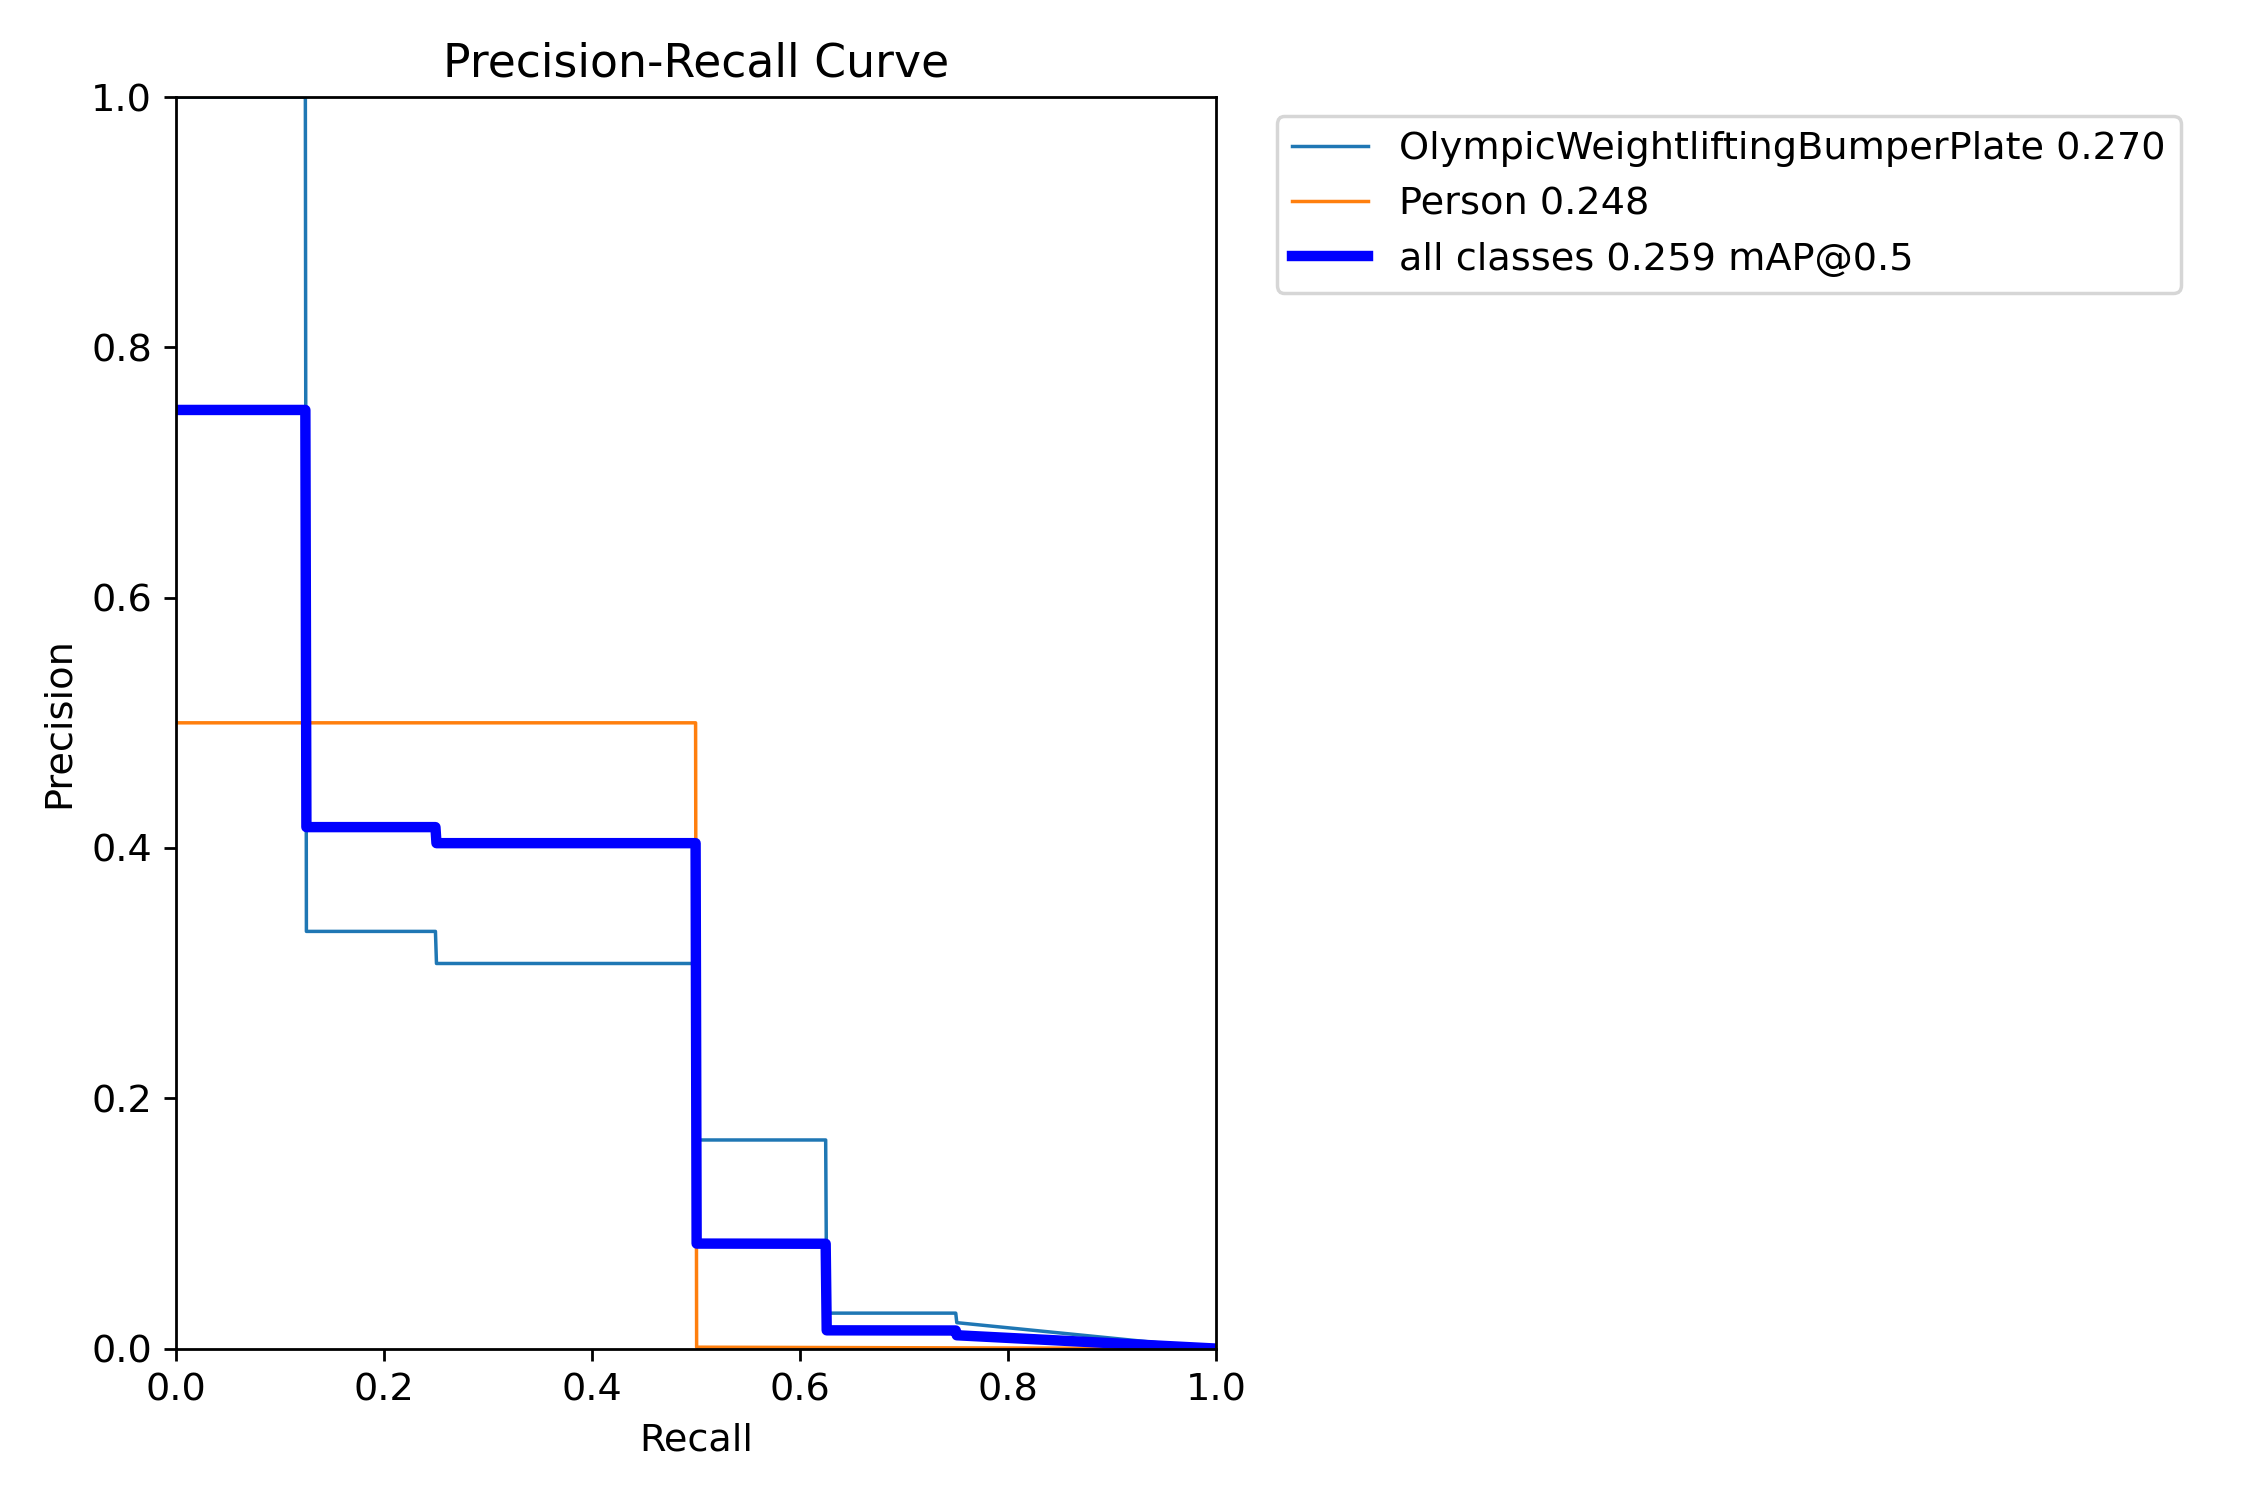 Precision-Recall Curve
1.0
0.8
0.6
0.4
0.2
0.0
Precision
0.0 0.2 0.4 0.6 0.8 1.0
Recall
OlympicWeightliftingBumperPlate 0.270
Person 0.248
all classes 0.259 mAP@0.5